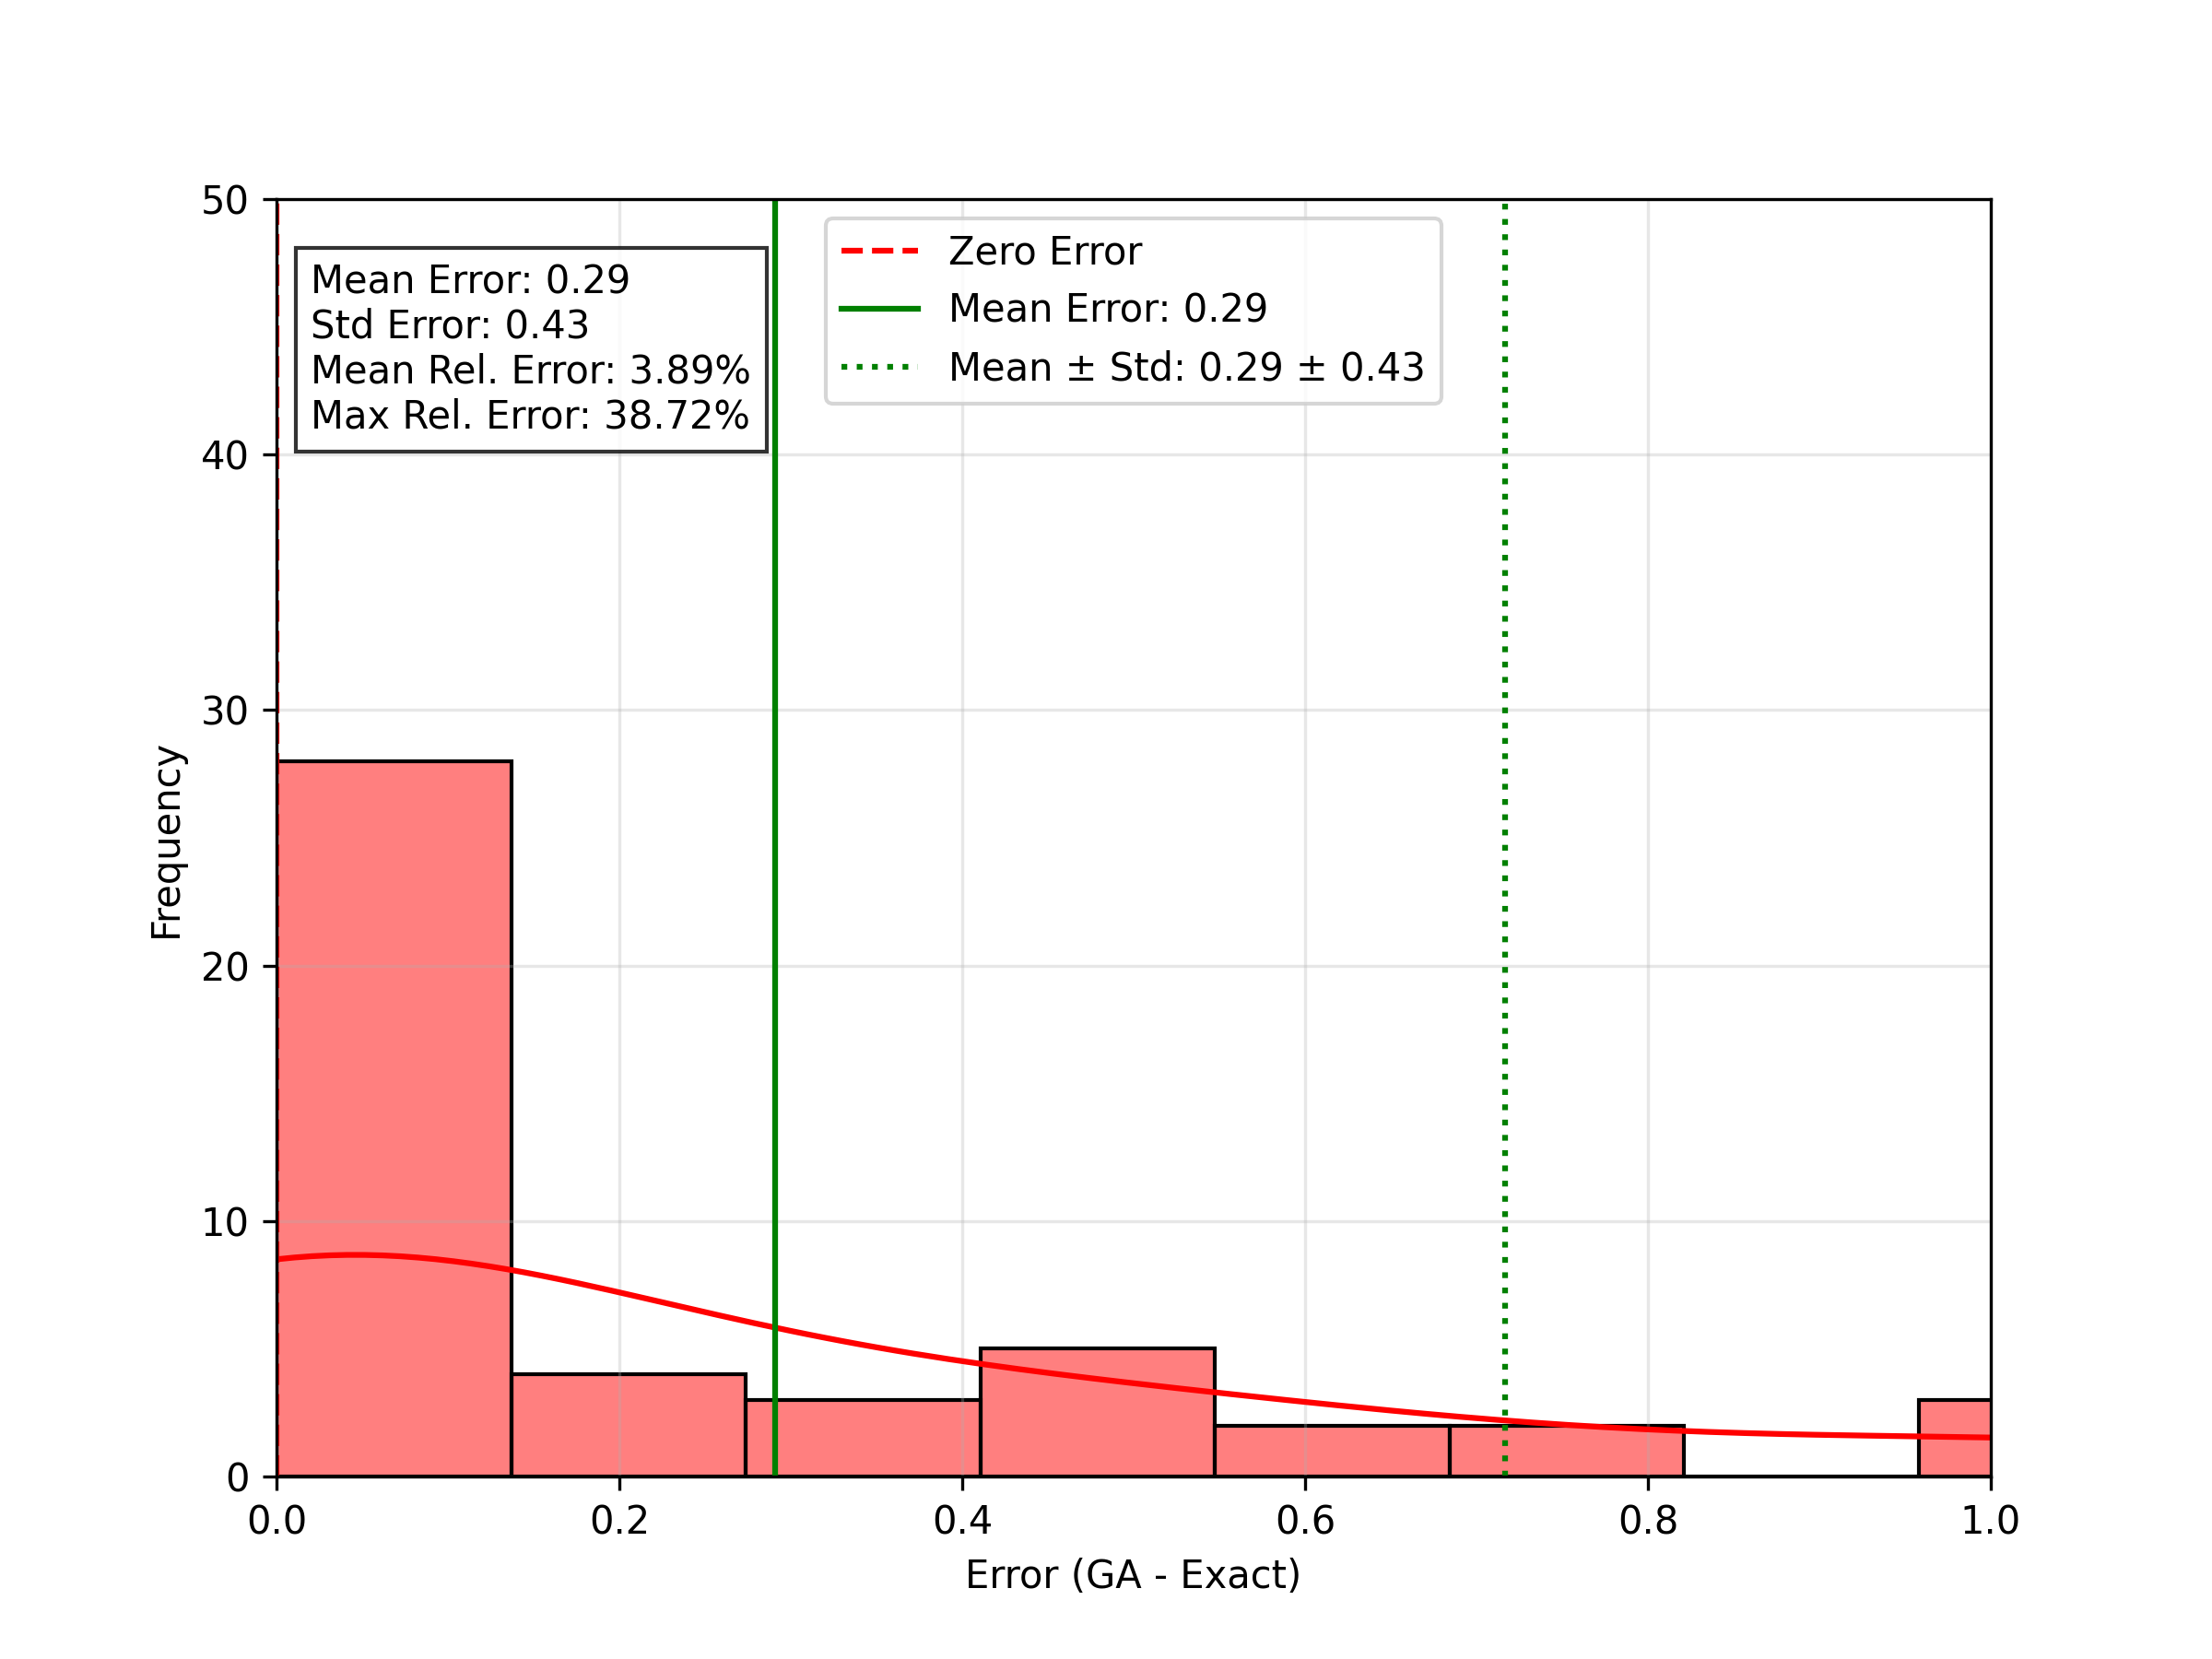 50
40
30
20
10
0
Frequency
Mean Error: 0.29
Std Error: 0.43
Mean Rel. Error: 3.89%
Max Rel. Error: 38.72%
Zero Error
Mean Error: 0.29
Mean ± Std: 0.29 ± 0.43
0.0 0.2 0.4 0.6 0.8 1.0
Error (GA - Exact)